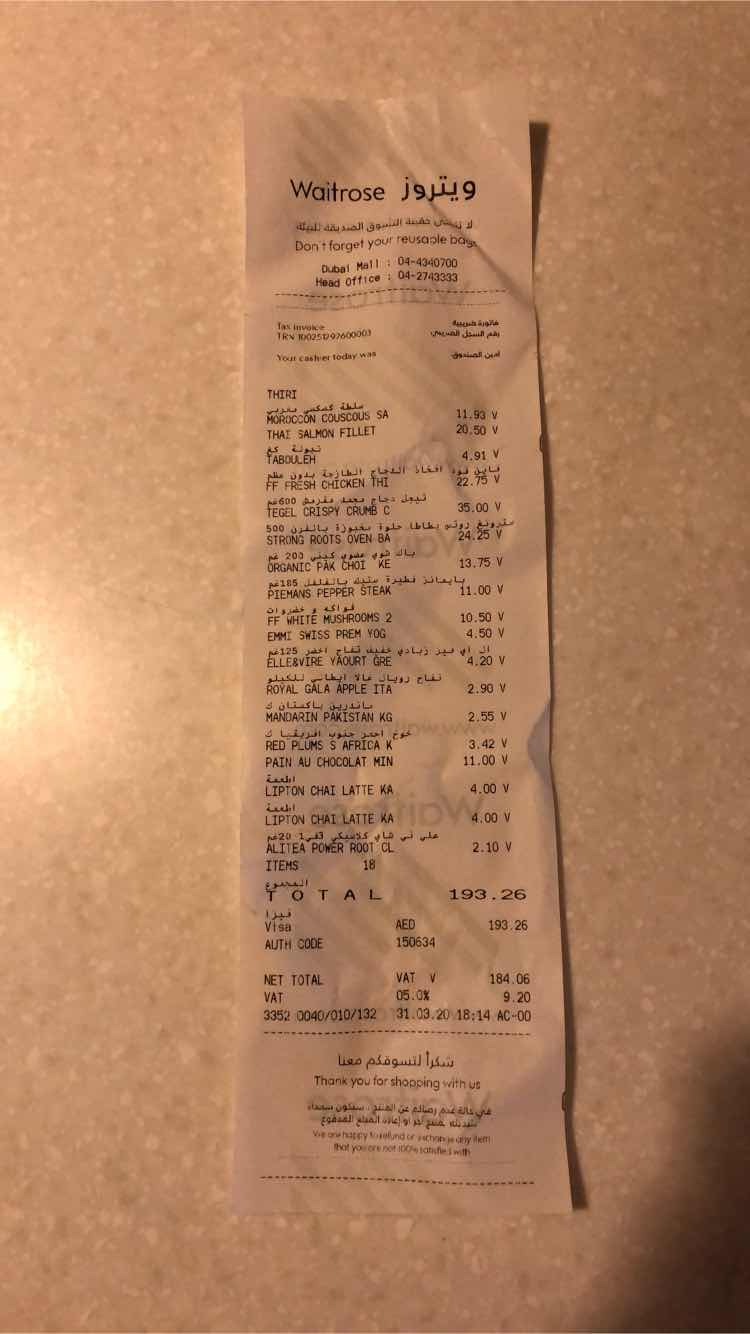 Waitrose ويتروز
لا تنسى حقيبة التسوق الصديقة للبيئة
Don't forget your reusable bags
Dubai Mall : 04-4340700
Head Office : 04-2743333
Tax Invoice فاتورة ضريبية
TRN 100251297600003 رقم السجل الضريبي
Your cashier today was أمين الصندوق
THIRI
سلطة كسكسي مغربي
MOROCCON COUSCOUS SA 11.93 V
THAI SALMON FILLET 20.50 V
تبولة كغ
TABOULEH 4.91 V
فاين فود افخاذ الدجاج الطازجة بدون عظم
FF FRESH CHICKEN THI 22.75 V
تيجل دجاج مجمد مقرمش 600غم
TEGEL CRISPY CRUMB C 35.00 V
سترونغ روتس بطاطا حلوة مخبوزة بالفرن 500
STRONG ROOTS OVEN BA 24.25 V
باك شوي عضوي كيني 200 غم
ORGANIC PAK CHOI KE 13.75 V
بايمانز فطيرة ستيك بالفلفل 185غم
PIEMANS PEPPER STEAK 11.00 V
فواكه و خضروات
FF WHITE MUSHROOMS 2 10.50 V
EMMI SWISS PREM YOG 4.50 V
ال اي فير زبادي خفيف تفاح اخضر 125غم
ELLE&VIRE YAOURT GRE 4.20 V
تفاح رويال غالا ايطالي للكيلو
ROYAL GALA APPLE ITA 2.90 V
ماندرين باكستان ك
MANDARIN PAKISTAN KG 2.55 V
خوخ احمر جنوب افريقيا ك
RED PLUMS S AFRICA K 3.42 V
PAIN AU CHOCOLAT MIN 11.00 V
اطعمة
LIPTON CHAI LATTE KA 4.00 V
اطعمة
LIPTON CHAI LATTE KA 4.00 V
علي تي شاي كلاسيكي 20غم
ALITEA POWER ROOT CL 2.10 V
ITEMS 18
المجموع
TOTAL 193.26
فيزا
Visa AED 193.26
AUTH CODE 150634
NET TOTAL VAT V 184.06
VAT 05.0% 9.20
3352 0040/010/132 31.03.20 18:14 AC-00
شكراً لتسوقكم معنا
Thank you for shopping with us
في حالة عدم رضاكم عن المنتج ، سنكون سعداء
بتبديله بمنتج آخر او إعادة المبلغ المدفوع
We are happy to refund or exchange any item
that you are not 100% satisfied with